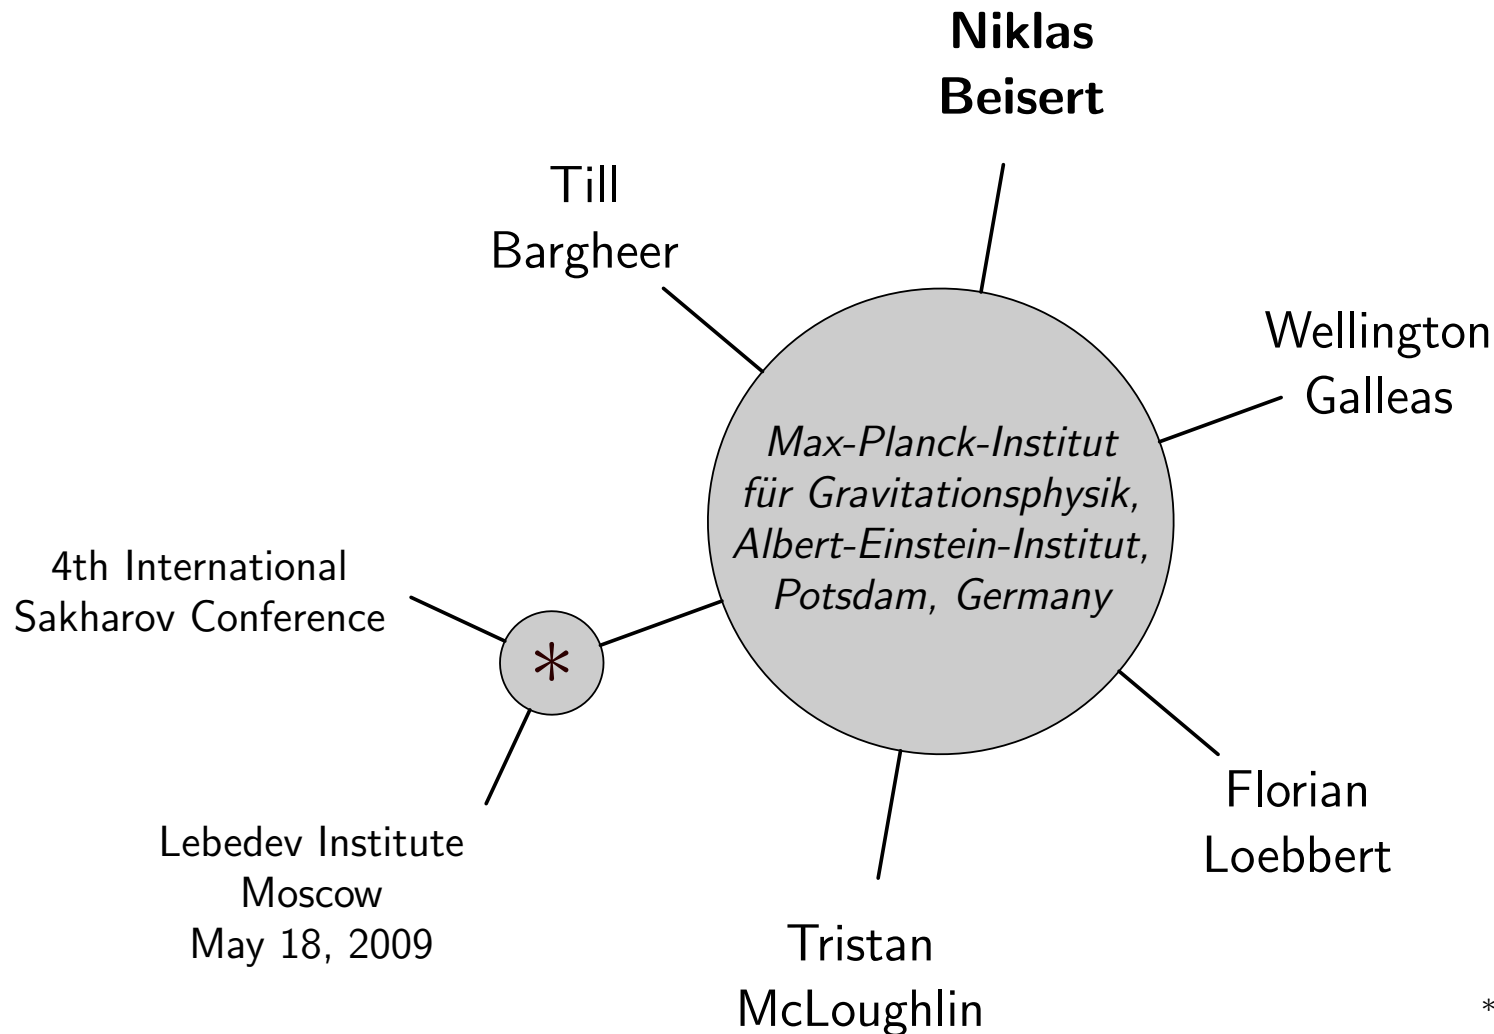 Niklas
Beisert
Till
Bargheer
Wellington
Galleas
Max-Planck-Institut
für Gravitationsphysik,
Albert-Einstein-Institut,
Potsdam, Germany
4th International
Sakharov Conference
*
Florian
Loebbert
Lebedev Institute
Moscow
May 18, 2009
Tristan
McLoughlin
*